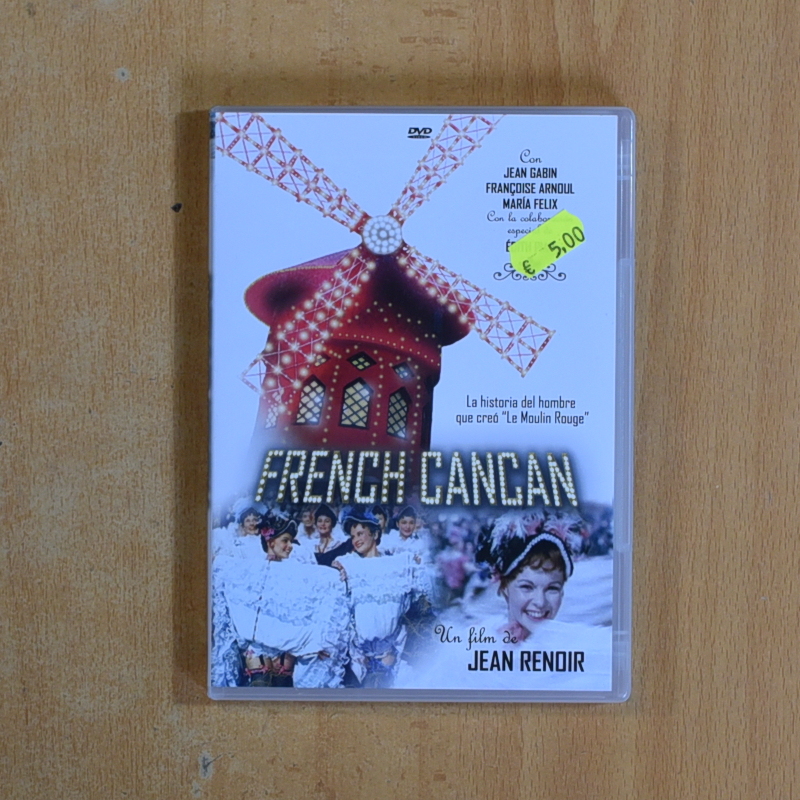 DVD
VIDEO
Con
JEAN GABIN
FRANÇOISE ARNOUL
MARÍA FELIX
Con la
€ 5,00
La historia del hombre
que creó "Le Moulin Rouge"
FRENCH CANCAN
Un film de
JEAN RENOIR